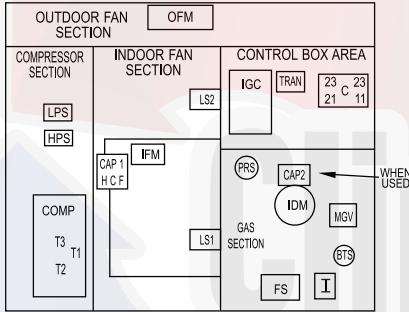 OUTDOOR FAN
SECTION
OFM
COMPRESSOR
SECTION
LPS
HPS
COMP
T3
T1
T2
INDOOR FAN
SECTION
LS2
IFM
CAP 1
H C F
LS1
CONTROL BOX AREA
IGC
TRAN
23 C 23
21 11
PRS
CAP2
WHEN
USED
IDM
MGV
GAS
SECTION
BTS
FS
I